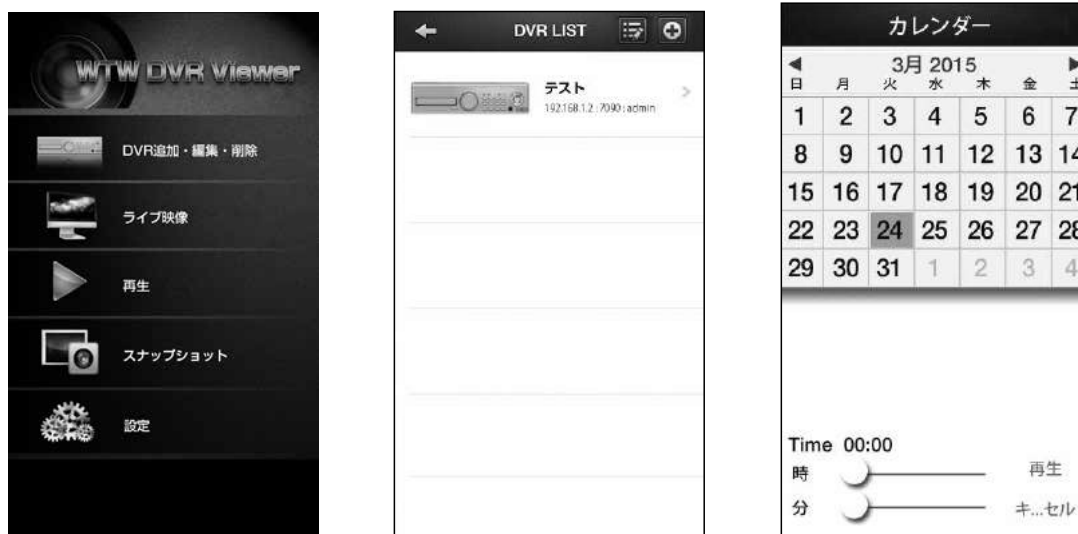 WTW DVR Viewer
DVR追加・編集・削除
ライブ映像
再生
スナップショット
設定
DVR LIST
テスト
192.168.1.2 : 7090 : admin
カレンダー
3月 2015
日 月 火 水 木 金 土
1 2 3 4 5 6 7
8 9 10 11 12 13 14
15 16 17 18 19 20 21
22 23 24 25 26 27 28
29 30 31 1 2 3 4
Time 00:00
時
再生
分
キ...セル